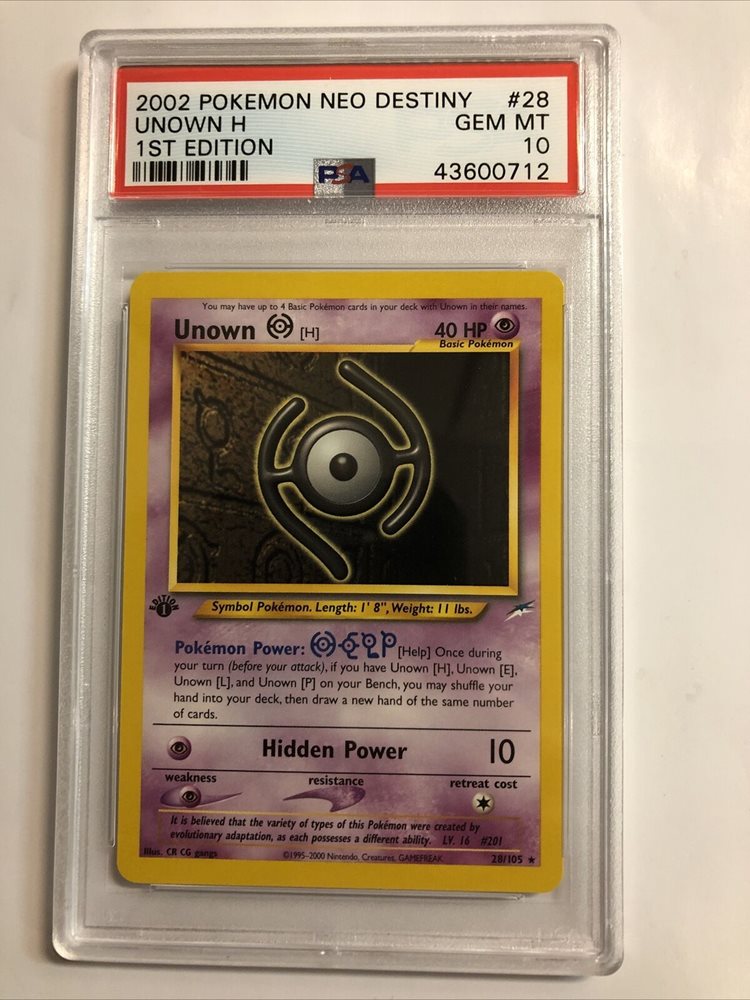 2002 POKEMON NEO DESTINY #28
UNOWN H GEM MT
1ST EDITION 10
PSA 43600712
You may have up to 4 Basic Pokémon cards in your deck with Unown in their names.
Unown [H] 40 HP
Basic Pokémon
EDITION
1
Symbol Pokémon. Length: 1' 8", Weight: 11 lbs.
Pokémon Power: HELP [Help] Once during
your turn (before your attack), if you have Unown [H], Unown [E],
Unown [L], and Unown [P] on your Bench, you may shuffle your
hand into your deck, then draw a new hand of the same number
of cards.
Hidden Power 10
weakness resistance retreat cost
It is believed that the variety of types of this Pokémon were created by
evolutionary adaptation, as each possesses a different ability. LV. 16 #201
Illus. CR CG gangs ©1995-2000 Nintendo, Creatures, GAMEFREAK. 28/105 ★